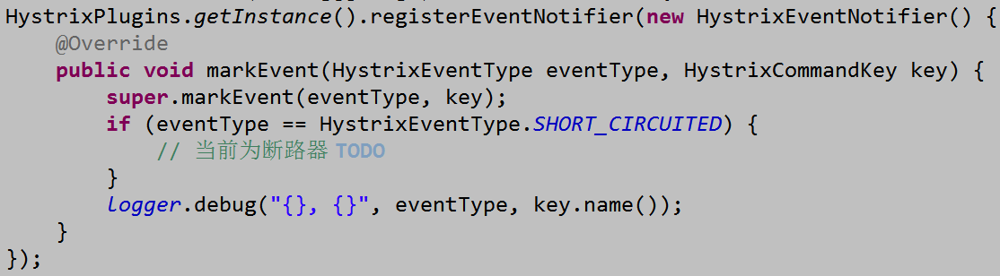 HystrixPlugins.getInstance().registerEventNotifier(new HystrixEventNotifier() {
    @Override
    public void markEvent(HystrixEventType eventType, HystrixCommandKey key) {
        super.markEvent(eventType, key);
        if (eventType == HystrixEventType.SHORT_CIRCUITED) {
            // 当前为断路器 TODO
        }
        logger.debug("{}, {}", eventType, key.name());
    }
});